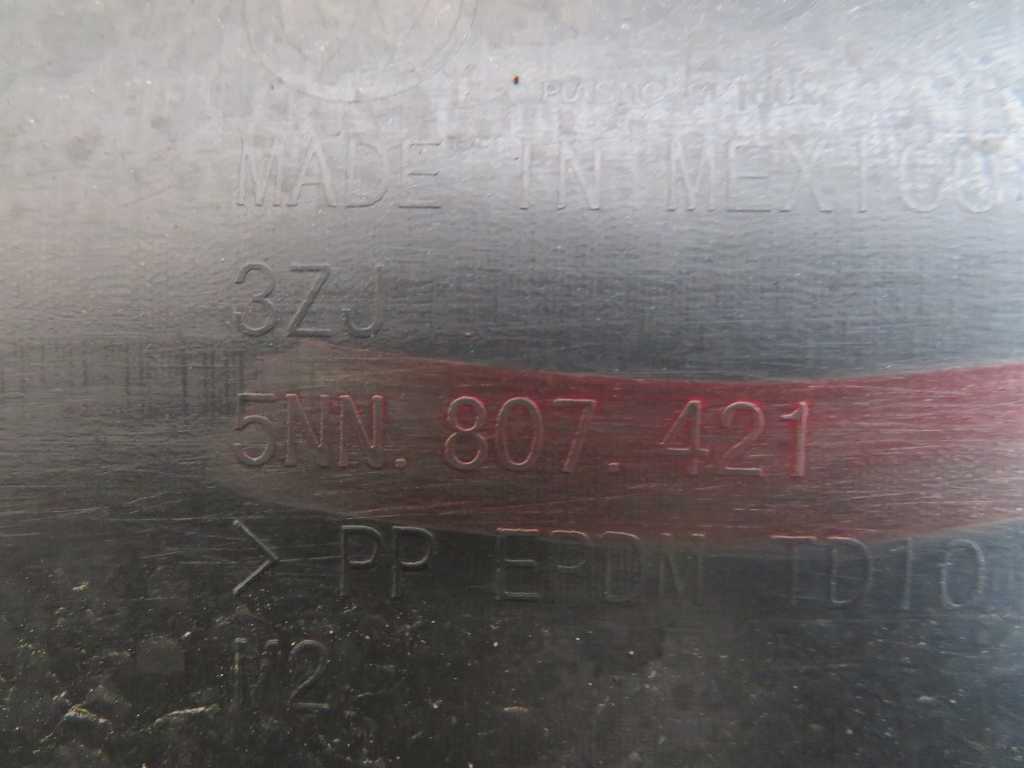 MADE IN MEXICO
3ZJ
5NN. 807. 421
> PP EPDM TD10
M2